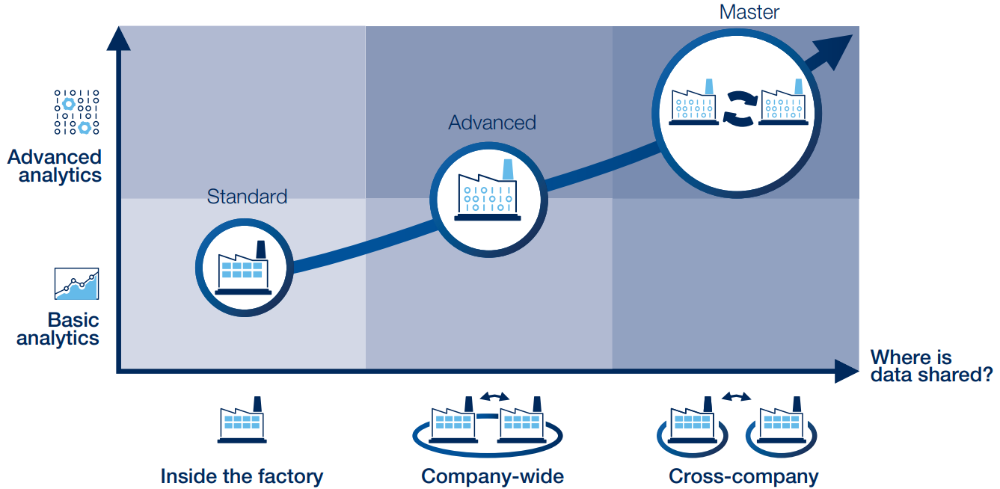 Master
Advanced
Standard
Advanced
analytics
Basic
analytics
Where is
data shared?
Inside the factory
Company-wide
Cross-company